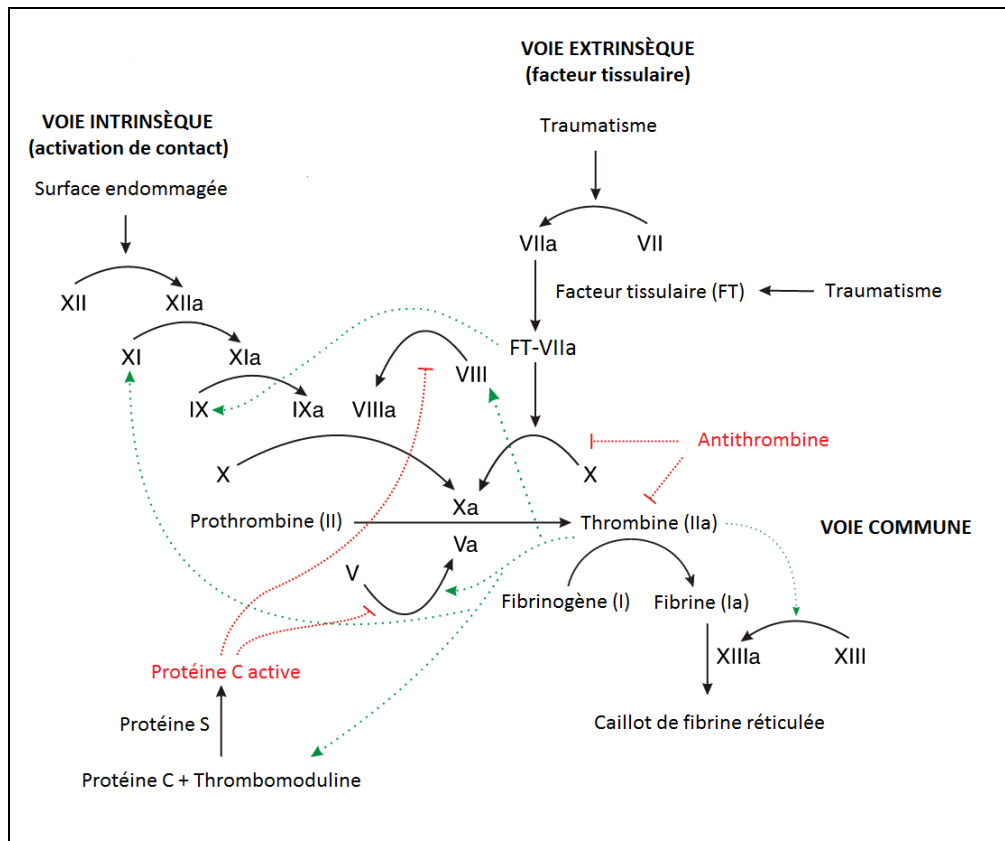 VOIE EXTRINSÈQUE
(facteur tissulaire)
Traumatisme
VOIE INTRINSÈQUE
(activation de contact)
Surface endommagée
VIIa
VII
XII
XIIa
Facteur tissulaire (FT)
Traumatisme
XI
XIa
FT-VIIa
VIII
IX
IXa
VIIIa
Antithrombine
X
X
Xa
Prothrombine (II)
Thrombine (IIa)
VOIE COMMUNE
Va
V
Fibrinogène (I)
Fibrine (Ia)
XIIIa
XIII
Protéine C active
Protéine S
Caillot de fibrine réticulée
Protéine C + Thrombomoduline